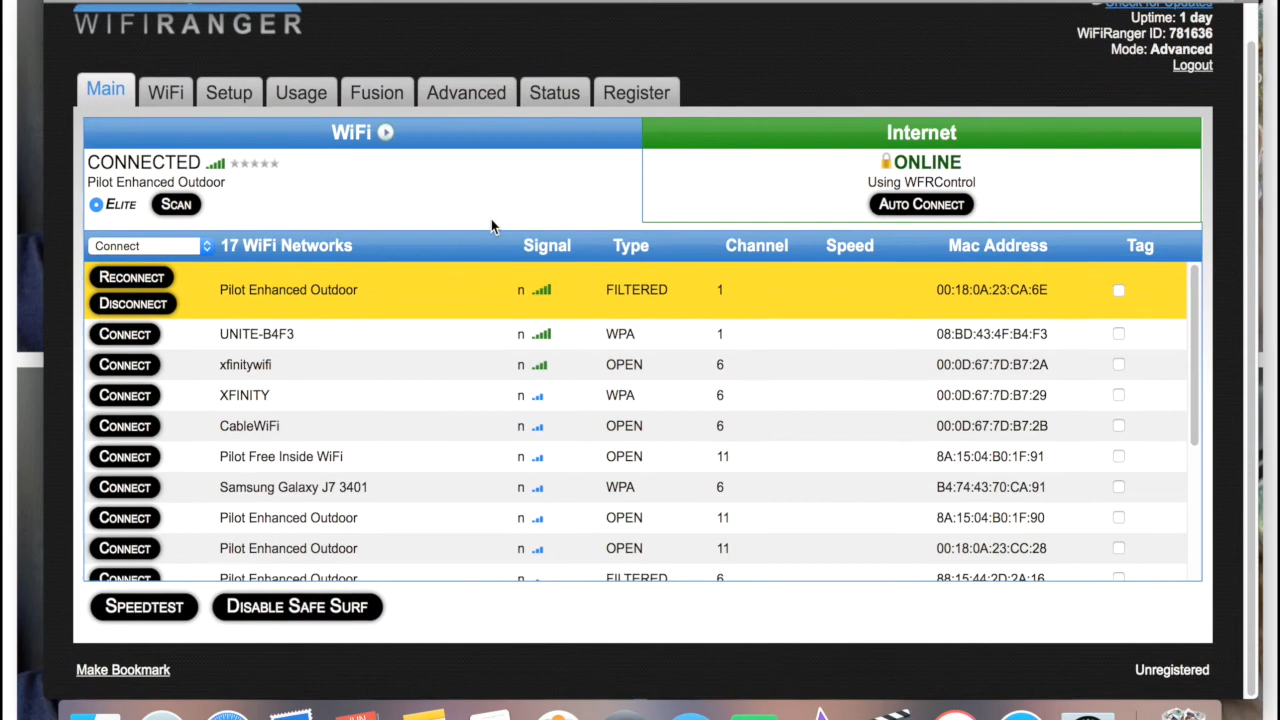 Check for Updates
WIFIRANGER
Uptime: 1 day
WiFiRanger ID: 781636
Mode: Advanced
Logout
Main WiFi Setup Usage Fusion Advanced Status Register
WiFi Internet
CONNECTED ONLINE
Pilot Enhanced Outdoor Using WFRControl
ELITE SCAN AUTO CONNECT
Connect 17 WiFi Networks Signal Type Channel Speed Mac Address Tag
RECONNECT
Pilot Enhanced Outdoor n FILTERED 1 00:18:0A:23:CA:6E
DISCONNECT
CONNECT UNITE-B4F3 n WPA 1 08:BD:43:4F:B4:F3
CONNECT xfinitywifi n OPEN 6 00:0D:67:7D:B7:2A
CONNECT XFINITY n WPA 6 00:0D:67:7D:B7:29
CONNECT CableWiFi n OPEN 6 00:0D:67:7D:B7:2B
CONNECT Pilot Free Inside WiFi n OPEN 11 8A:15:04:B0:1F:91
CONNECT Samsung Galaxy J7 3401 n WPA 6 B4:74:43:70:CA:91
CONNECT Pilot Enhanced Outdoor n OPEN 11 8A:15:04:B0:1F:90
CONNECT Pilot Enhanced Outdoor n OPEN 11 00:18:0A:23:CC:28
CONNECT Pilot Enhanced Outdoor n FILTERED 6 88:15:44:2D:2A:16
SPEEDTEST DISABLE SAFE SURF
Make Bookmark Unregistered